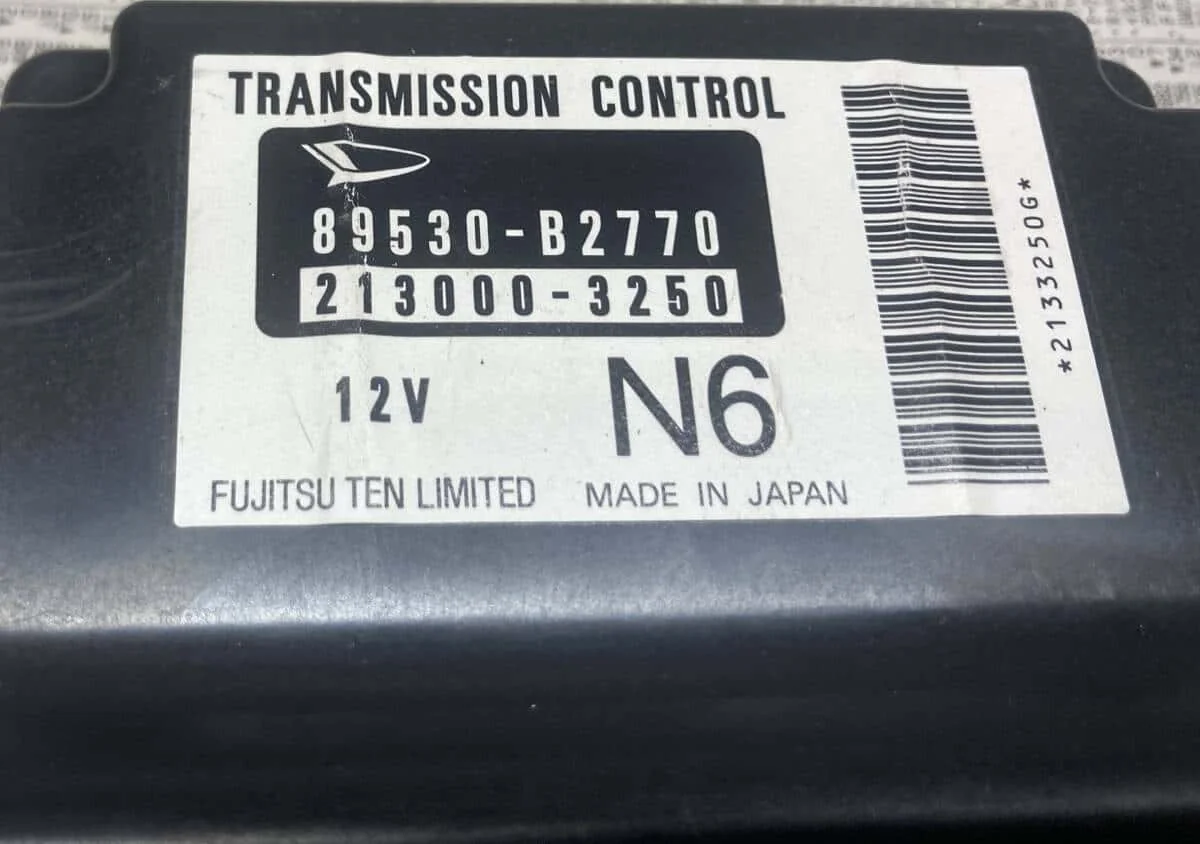 TRANSMISSION CONTROL
89530-B2770
213000-3250
12V
N6
FUJITSU TEN LIMITED MADE IN JAPAN
*2133250G*